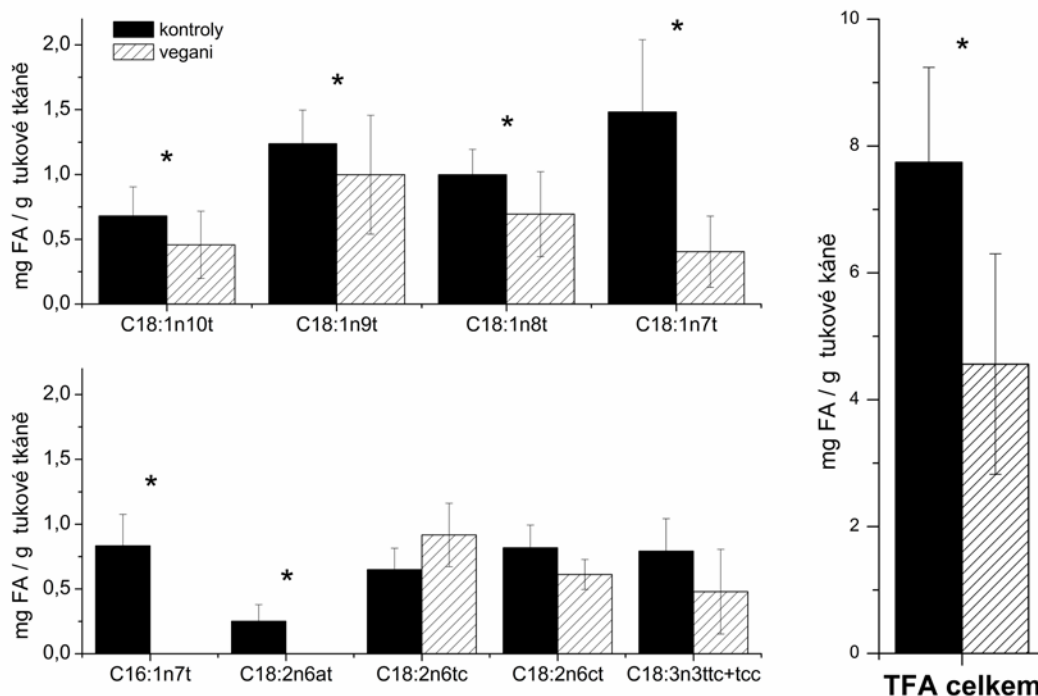 kontroly
vegani
mg FA / g tukové tkáně
2,0
1,5
1,0
0,5
0,0
*
*
*
*
C18:1n10t
C18:1n9t
C18:1n8t
C18:1n7t
mg FA / g tukové tkáně
2,0
1,5
1,0
0,5
0,0
*
*
C16:1n7t
C18:2n6at
C18:2n6tc
C18:2n6ct
C18:3n3ttc+tcc
mg FA / g tukové káně
10
8
6
4
2
0
*
TFA celkem